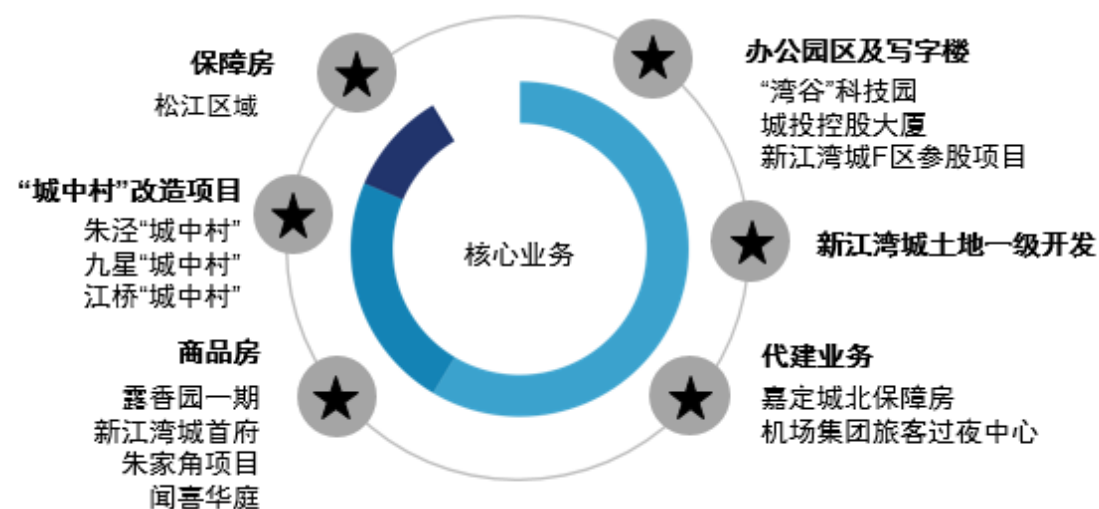 保障房
松江区域
“城中村”改造项目
朱泾“城中村”
九星“城中村”
江桥“城中村”
商品房
露香园一期
新江湾城首府
朱家角项目
闻喜华庭
核心业务
办公园区及写字楼
“湾谷”科技园
城投控股大厦
新江湾城F区参股项目
新江湾城土地一级开发
代建业务
嘉定城北保障房
机场集团旅客过夜中心